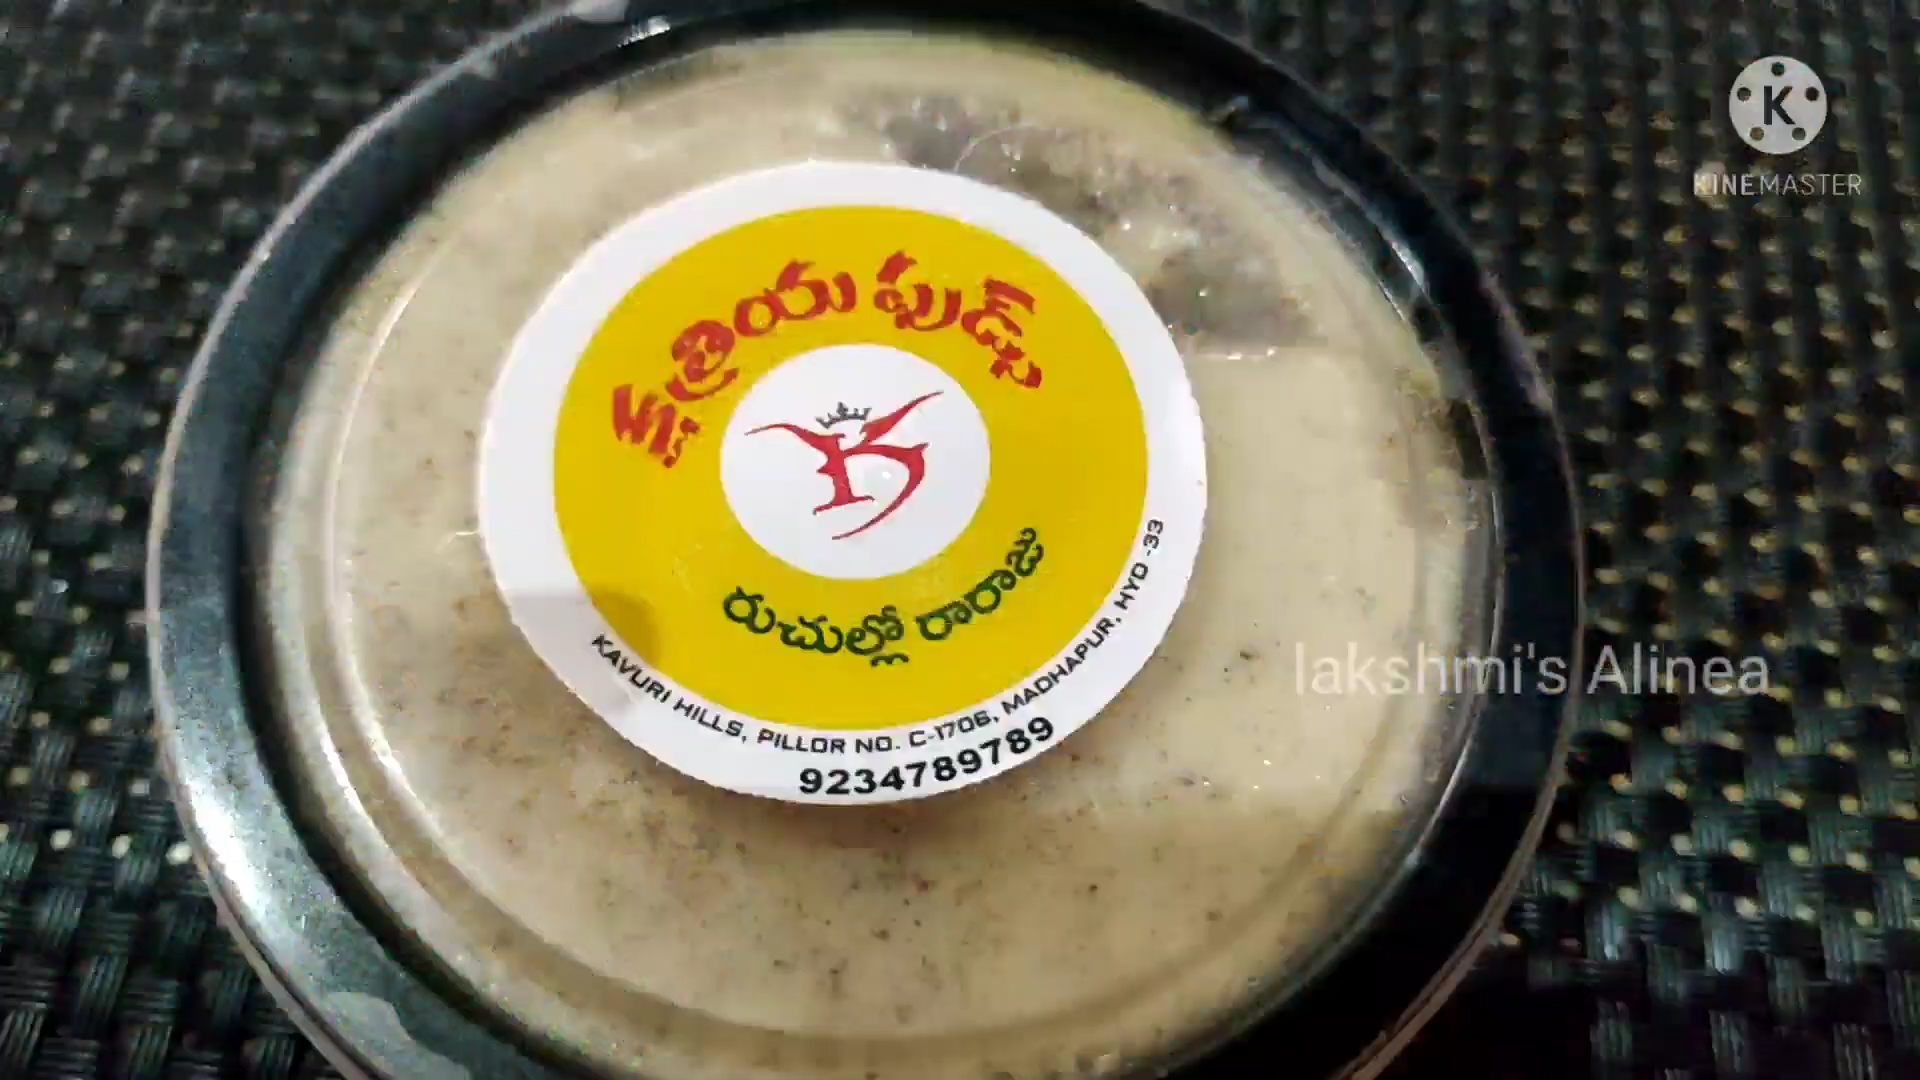 క్షత్రియ ఫుడ్స్
K
రుచుల్లో రారాజు
KAVURI HILLS, PILLOR NO. C-1706, MADHAPUR, HYD -33
9234789789
K
KINEMASTER
lakshmi's Alinea